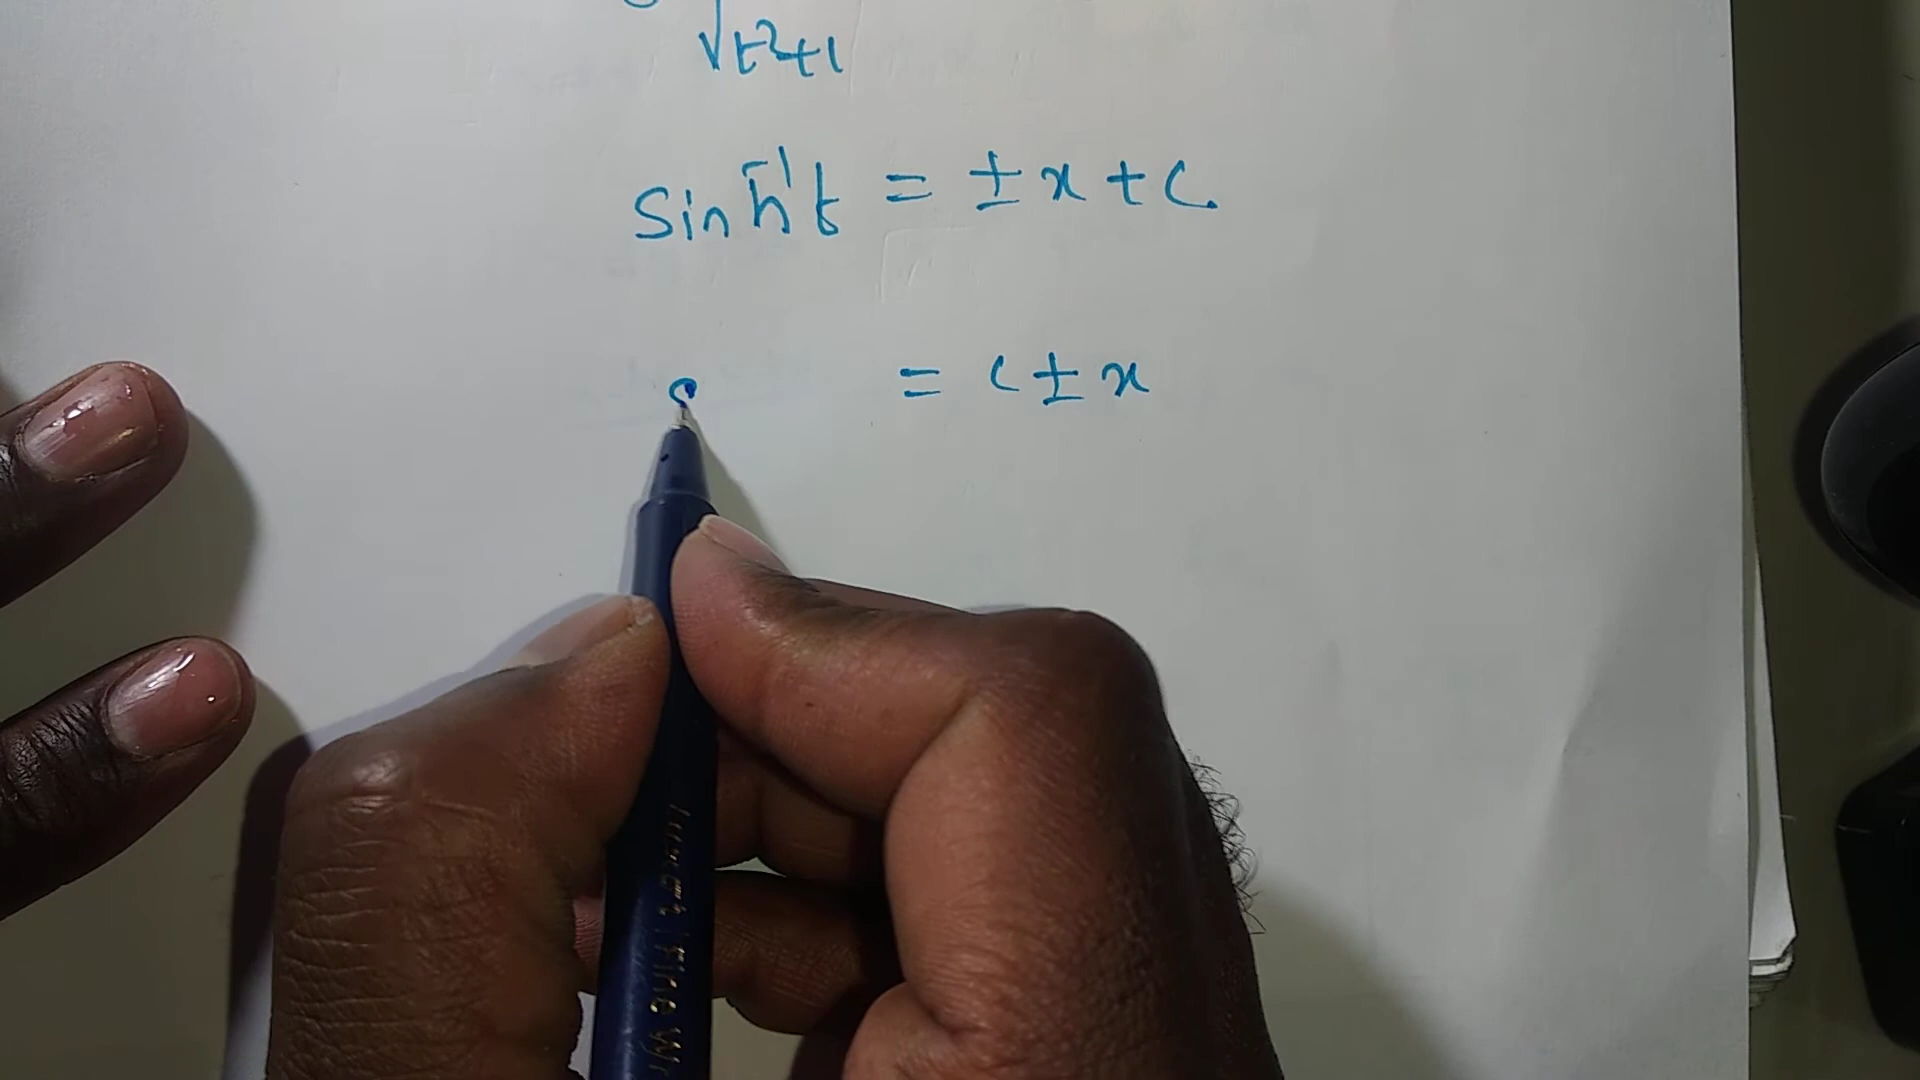 √t²+1
Sinh⁻¹t = ±x + C
= C ± x